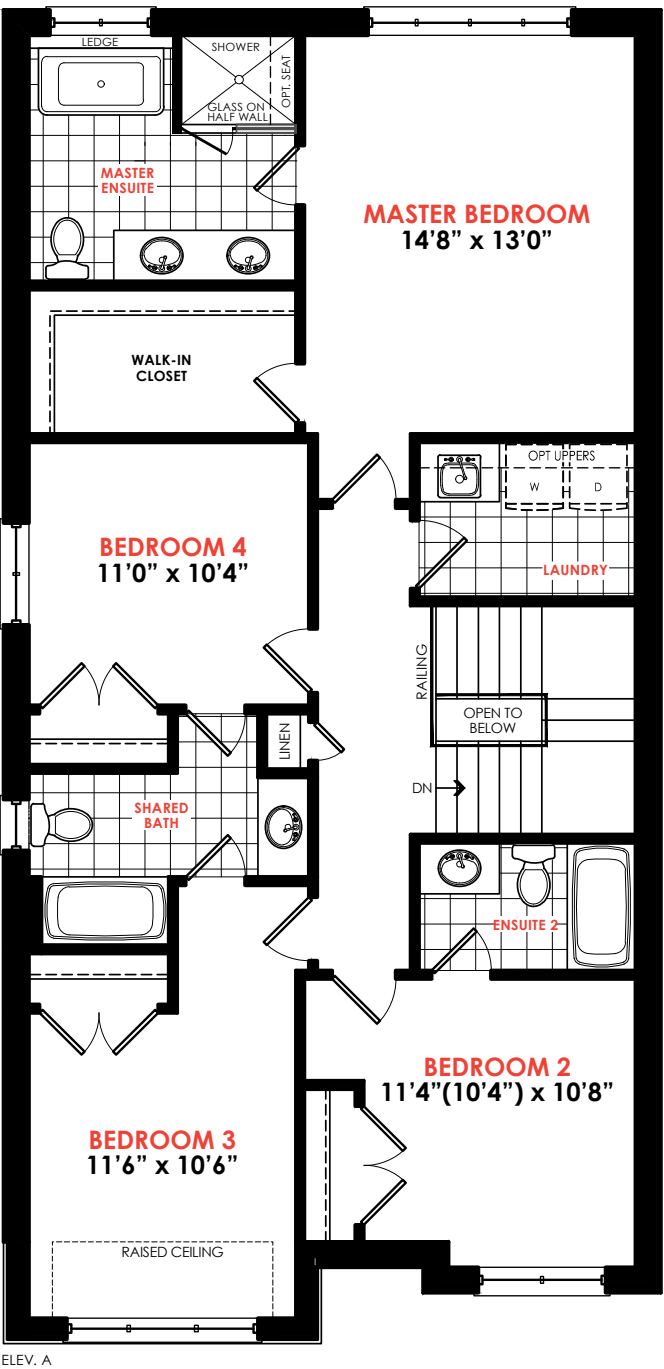 LEDGE
SHOWER
OPT. SEAT
GLASS ON
HALF WALL
MASTER
ENSUITE
MASTER BEDROOM
14’8” x 13’0”
WALK-IN
CLOSET
OPT UPPERS
W
D
LAUNDRY
BEDROOM 4
11’0” x 10’4”
RAILING
OPEN TO
BELOW
LINEN
DN
SHARED
BATH
ENSUITE 2
BEDROOM 2
11’4”(10’4”) x 10’8”
BEDROOM 3
11’6” x 10’6”
RAISED CEILING
ELEV. A